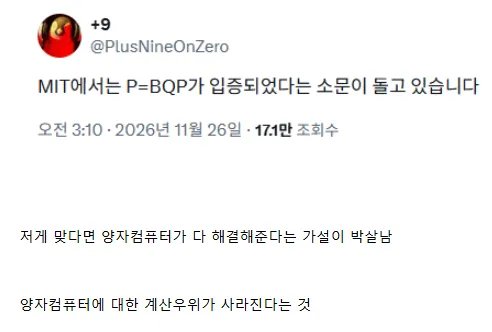 +9
@PlusNineOnZero
MIT에서는 P=BQP가 입증되었다는 소문이 돌고 있습니다
오전 3:10 · 2026년 11월 26일 · 17.1만 조회수
저게 맞다면 양자컴퓨터가 다 해결해준다는 가설이 박살남
양자컴퓨터에 대한 계산우위가 사라진다는 것